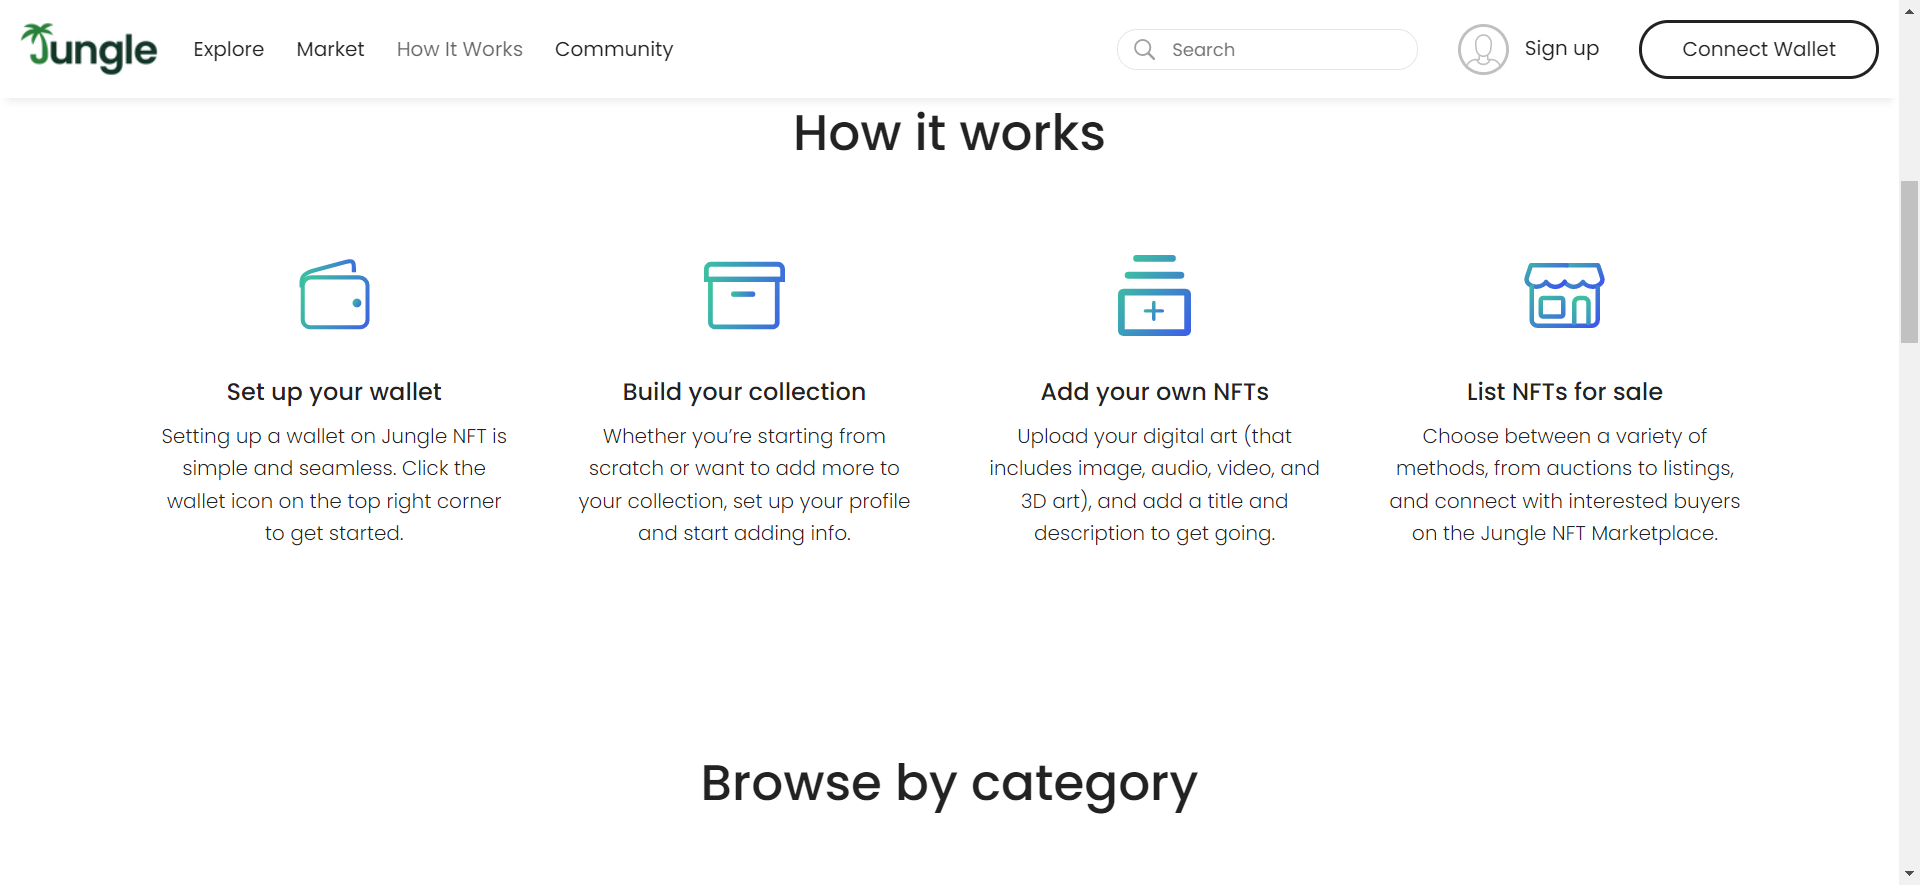 Jungle
Explore
Market
How It Works
Community
Search
Sign up
Connect Wallet
How it works
Set up your wallet
Setting up a wallet on Jungle NFT is
simple and seamless. Click the
wallet icon on the top right corner
to get started.
Build your collection
Whether you’re starting from
scratch or want to add more to
your collection, set up your profile
and start adding info.
Add your own NFTs
Upload your digital art (that
includes image, audio, video, and
3D art), and add a title and
description to get going.
List NFTs for sale
Choose between a variety of
methods, from auctions to listings,
and connect with interested buyers
on the Jungle NFT Marketplace.
Browse by category